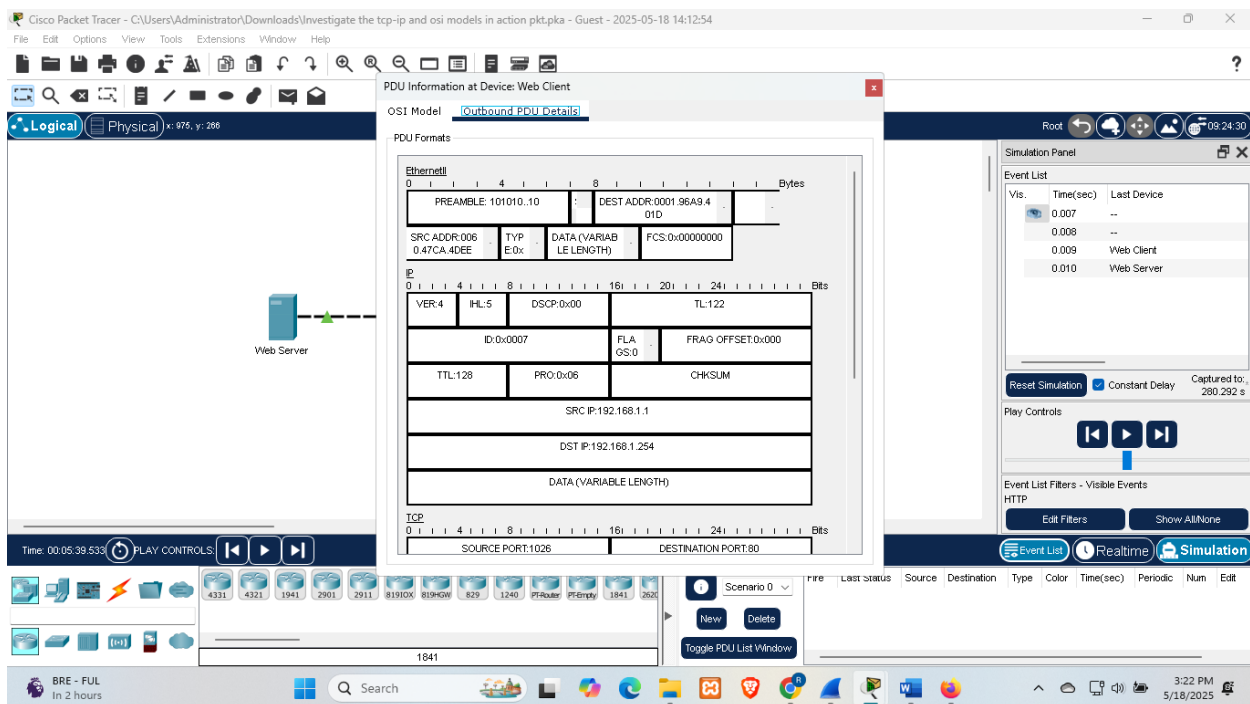 Cisco Packet Tracer - C:\Users\Administrator\Downloads\Investigate the tcp-ip and osi models in action pkt.pka - Guest - 2025-05-18 14:12:54
File Edit Options View Tools Extensions Window Help
?
Logical Physical x: 975, y: 266
Root 09:24:30
PDU Information at Device: Web Client
x
OSI Model Outbound PDU Details
PDU Formats
EthernetII
0 4 8 Bytes
PREAMBLE: 101010..10
DEST ADDR:0001.96A9.4
01D
SRC ADDR:006
0.47CA.4DEE
TYP
E:0x
DATA (VARIAB
LE LENGTH)
FCS:0x00000000
IP
0 4 8 16 20 24 Bits
VER:4 IHL:5 DSCP:0x00 TL:122
ID:0x0007
FLA
GS:0
FRAG OFFSET:0x000
TTL:128 PRO:0x06 CHKSUM
SRC IP:192.168.1.1
DST IP:192.168.1.254
DATA (VARIABLE LENGTH)
TCP
0 4 8 16 24 Bits
SOURCE PORT:1026 DESTINATION PORT:80
Web Server
Simulation Panel
Event List
Vis. Time(sec) Last Device
0.007 --
0.008 --
0.009 Web Client
0.010 Web Server
Reset Simulation Constant Delay
Captured to:
280.292 s
Play Controls
Event List Filters - Visible Events
HTTP
Edit Filters Show All/None
Time: 00:05:39.533 PLAY CONTROLS:
Event List Realtime Simulation
4331 4321 1941 2901 2911 819IOX 819HGW 829 1240 PT-Router PT-Empty 1841 2620
1841
Scenario 0
New Delete
Toggle PDU List Window
Fire Last Status Source Destination Type Color Time(sec) Periodic Num Edit
BRE - FUL
In 2 hours
Search
3:22 PM
5/18/2025